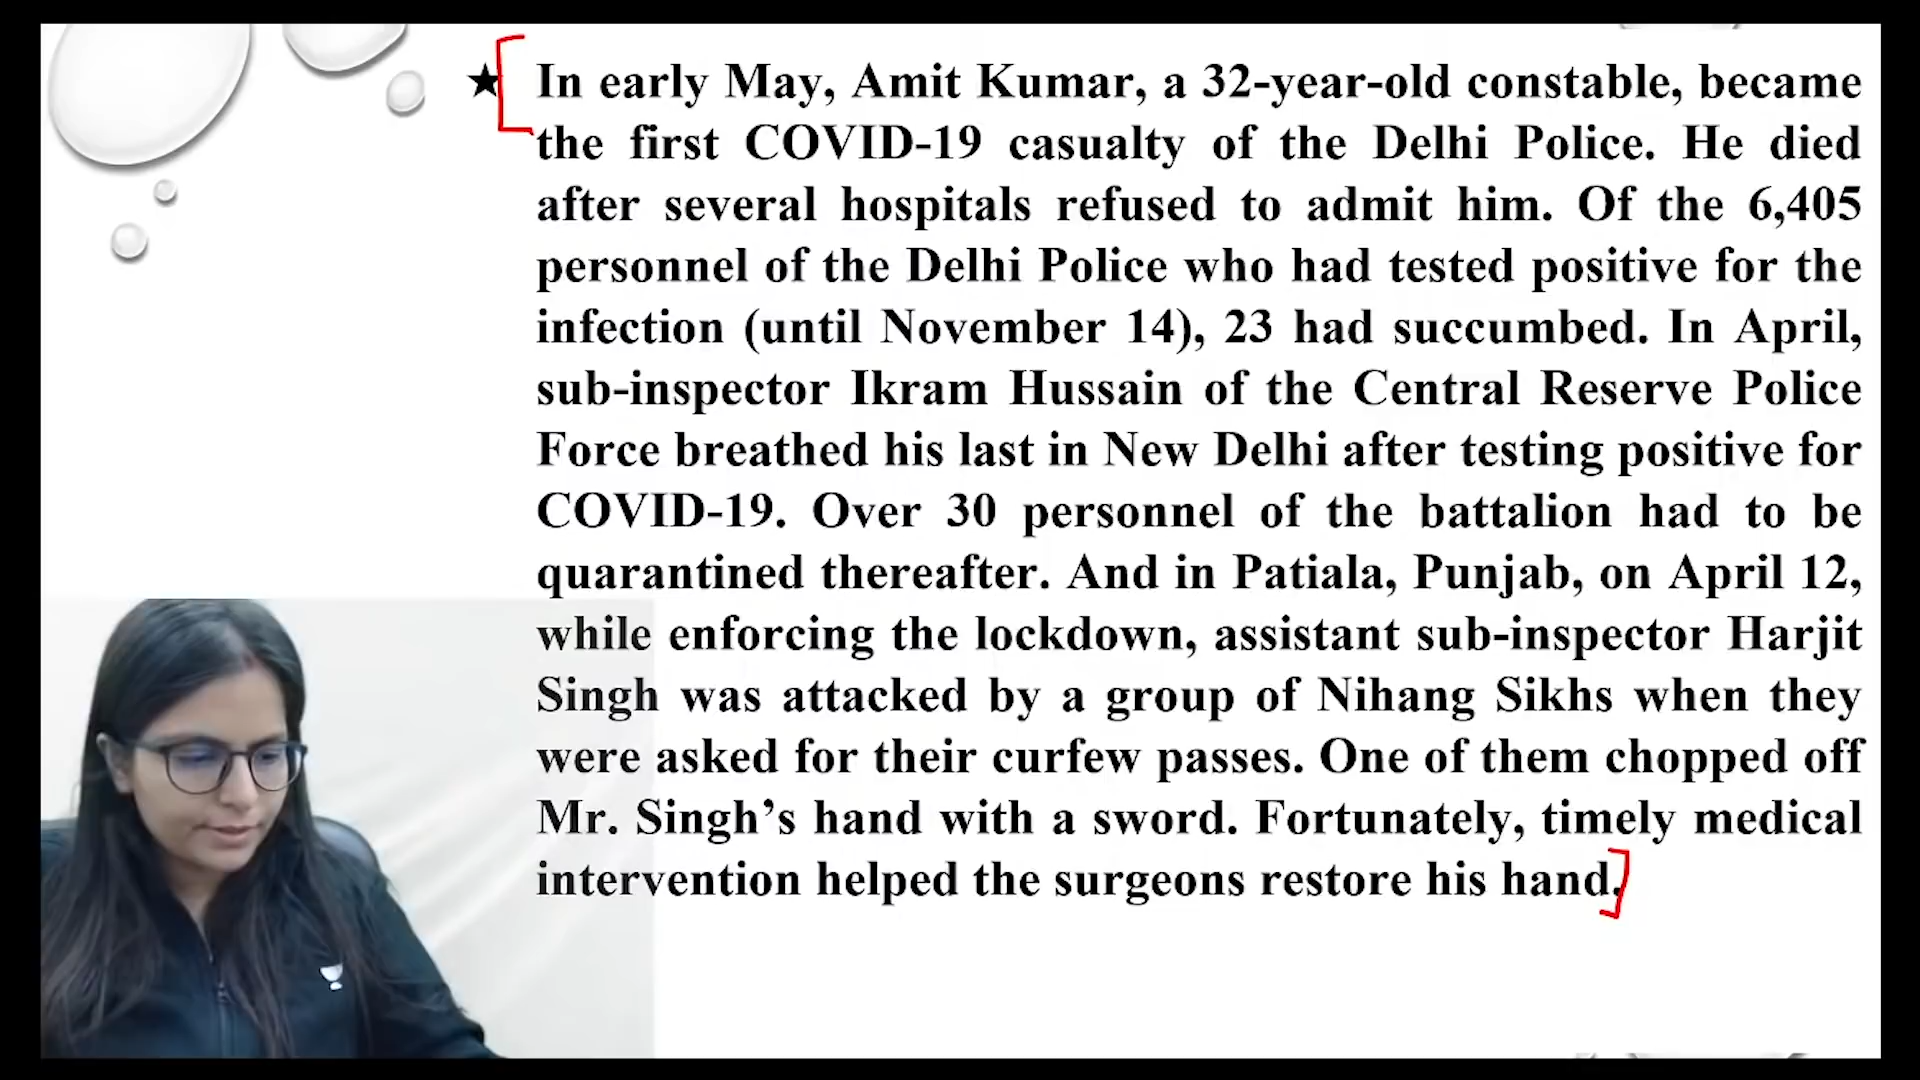 ★ In early May, Amit Kumar, a 32-year-old constable, became
the first COVID-19 casualty of the Delhi Police. He died
after several hospitals refused to admit him. Of the 6,405
personnel of the Delhi Police who had tested positive for the
infection (until November 14), 23 had succumbed. In April,
sub-inspector Ikram Hussain of the Central Reserve Police
Force breathed his last in New Delhi after testing positive for
COVID-19. Over 30 personnel of the battalion had to be
quarantined thereafter. And in Patiala, Punjab, on April 12,
while enforcing the lockdown, assistant sub-inspector Harjit
Singh was attacked by a group of Nihang Sikhs when they
were asked for their curfew passes. One of them chopped off
Mr. Singh’s hand with a sword. Fortunately, timely medical
intervention helped the surgeons restore his hand.